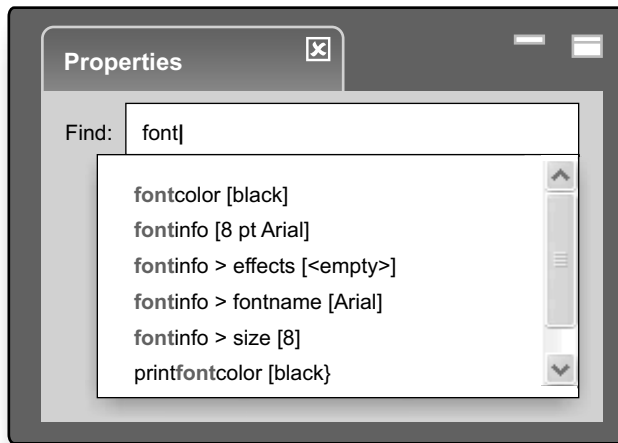 Properties
Find: font|
fontcolor [black]
fontinfo [8 pt Arial]
fontinfo > effects [<empty>]
fontinfo > fontname [Arial]
fontinfo > size [8]
printfontcolor [black}